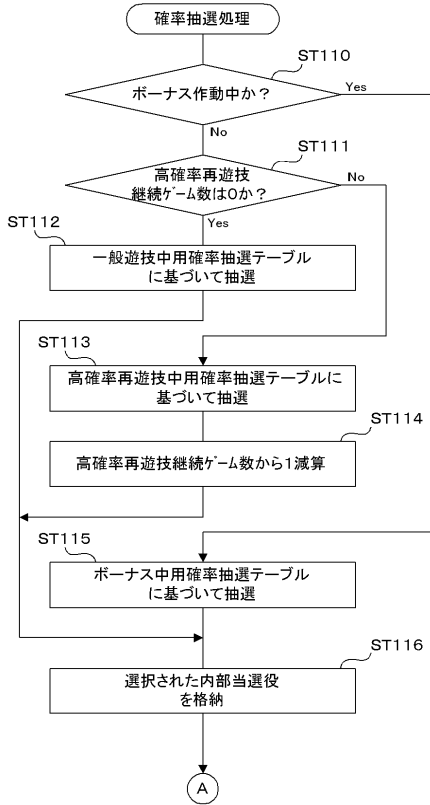 確率抽選処理
ST110
ボーナス作動中か？
Yes
No
ST111
高確率再遊技
継続ｹﾞｰﾑ数は0か？
No
Yes
ST112
一般遊技中用確率抽選テーブル
に基づいて抽選
ST113
高確率再遊技中用確率抽選テーブルに
基づいて抽選
ST114
高確率再遊技継続ｹﾞｰﾑ数から１減算
ST115
ボーナス中用確率抽選テーブル
に基づいて抽選
ST116
選択された内部当選役
を格納
A